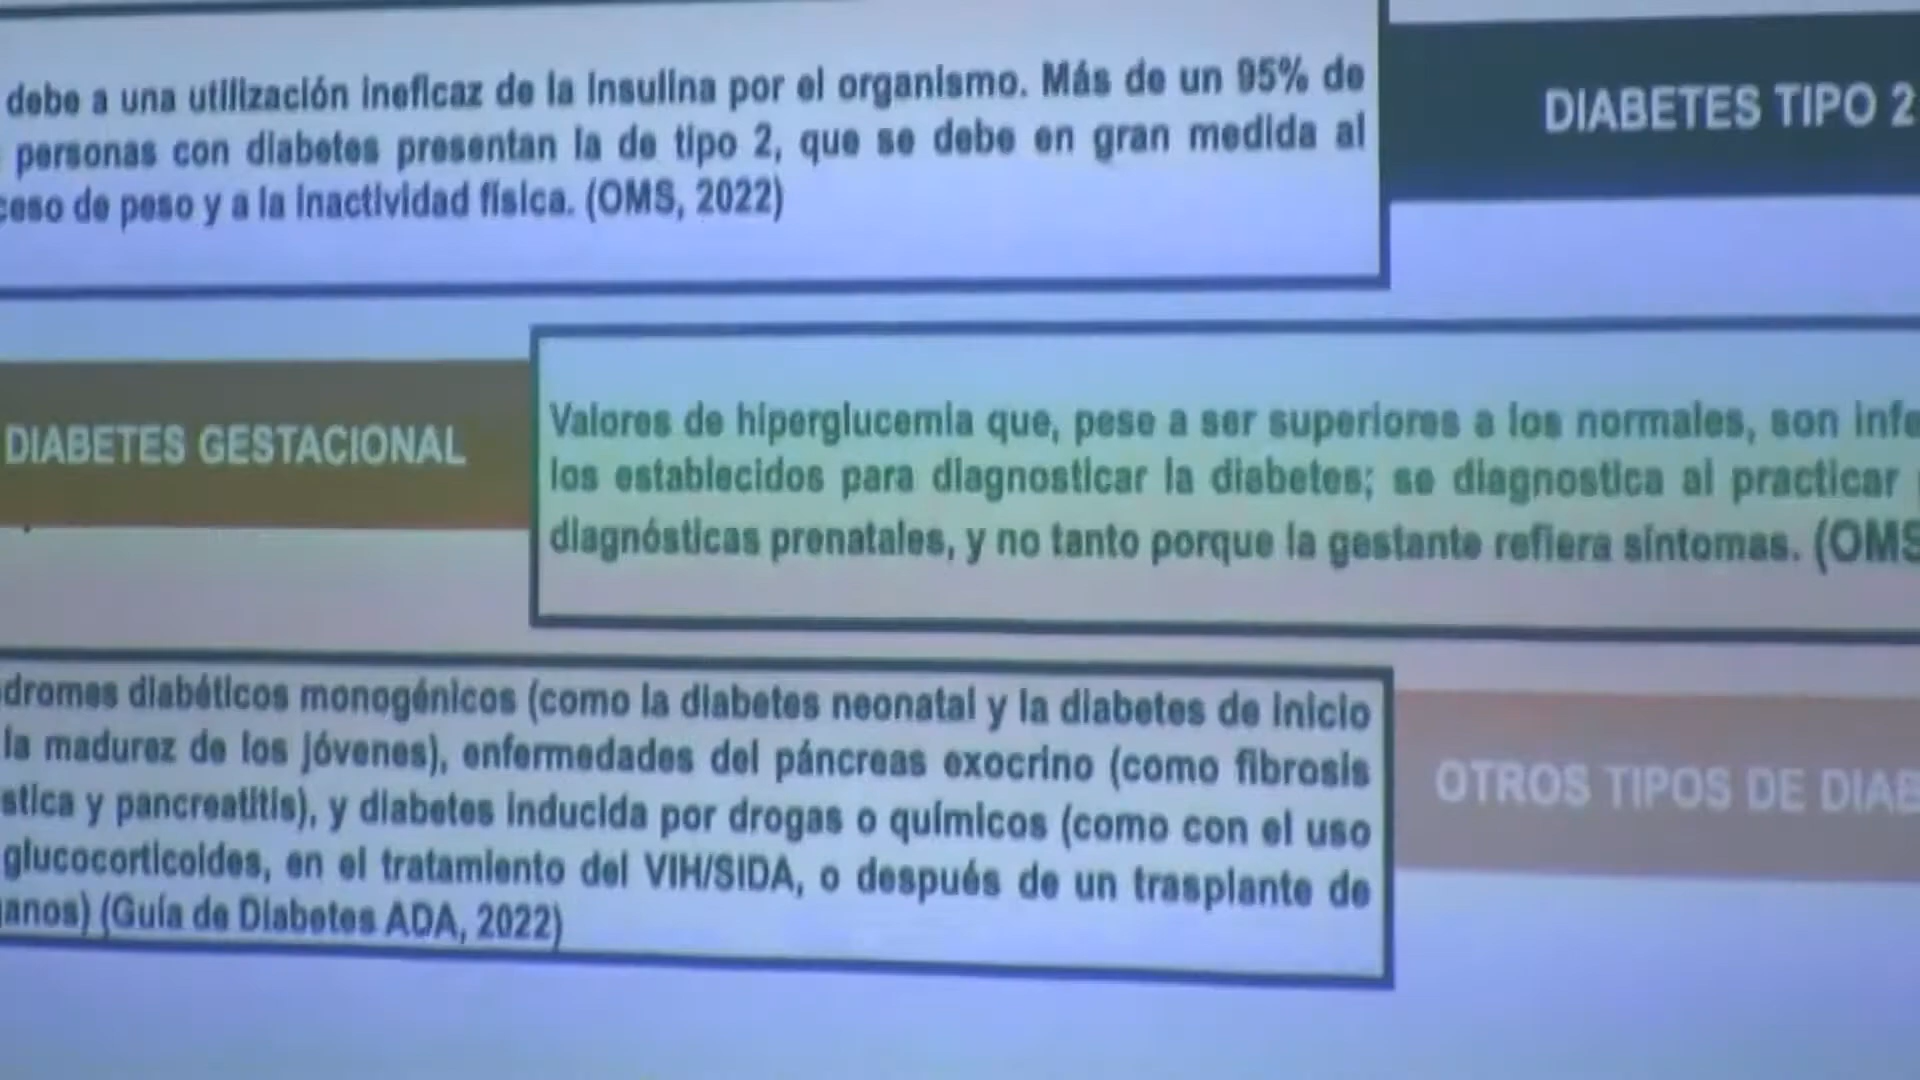 debe a una utilización ineficaz de la insulina por el organismo. Más de un 95% de
personas con diabetes presentan la de tipo 2, que se debe en gran medida al
ceso de peso y a la inactividad física. (OMS, 2022)
DIABETES TIPO 2
DIABETES GESTACIONAL
Valores de hiperglucemia que, pese a ser superiores a los normales, son infe
los establecidos para diagnosticar la diabetes; se diagnostica al practicar
diagnósticas prenatales, y no tanto porque la gestante refiera síntomas. (OMS
dromes diabéticos monogénicos (como la diabetes neonatal y la diabetes de inicio
la madurez de los jóvenes), enfermedades del páncreas exocrino (como fibrosis
stica y pancreatitis), y diabetes inducida por drogas o químicos (como con el uso
glucocorticoides, en el tratamiento del VIH/SIDA, o después de un trasplante de
anos) (Guía de Diabetes ADA, 2022)
OTROS TIPOS DE DIAB